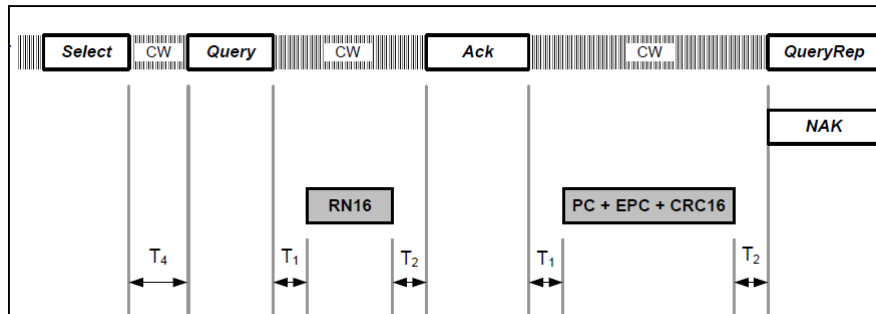 Select CW Query CW Ack CW QueryRep
NAK
RN16 PC + EPC + CRC16
T₄ T₁ T₂ T₁ T₂